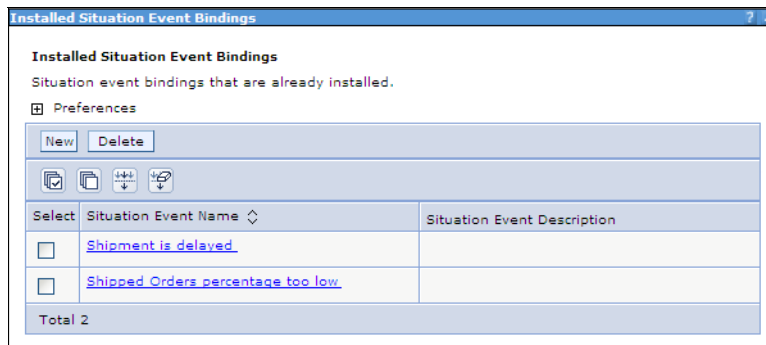 Installed Situation Event Bindings ?
Installed Situation Event Bindings
Situation event bindings that are already installed.
Preferences
New Delete
Select Situation Event Name Situation Event Description
Shipment is delayed
Shipped Orders percentage too low
Total 2